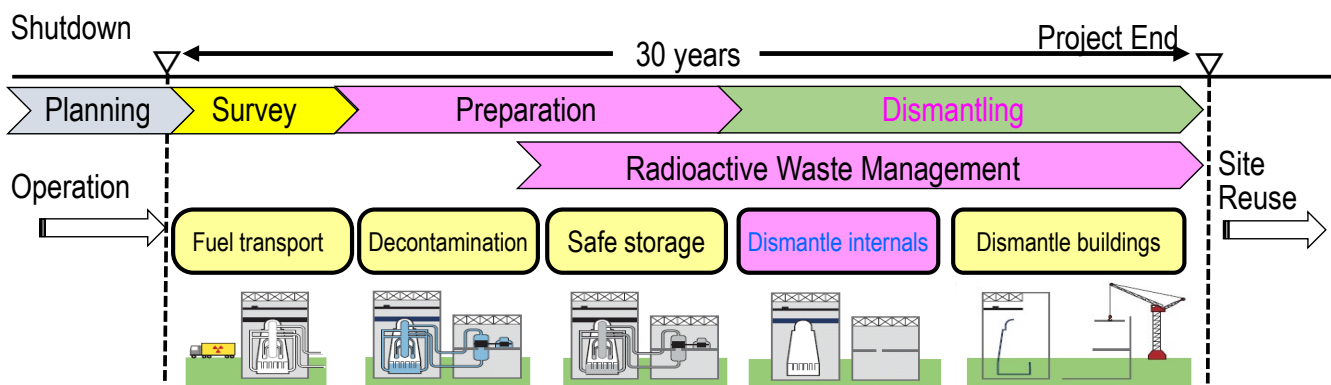 Shutdown
Project End
30 years
Planning
Survey
Preparation
Dismantling
Radioactive Waste Management
Operation
Site
Reuse
Fuel transport
Decontamination
Safe storage
Dismantle internals
Dismantle buildings